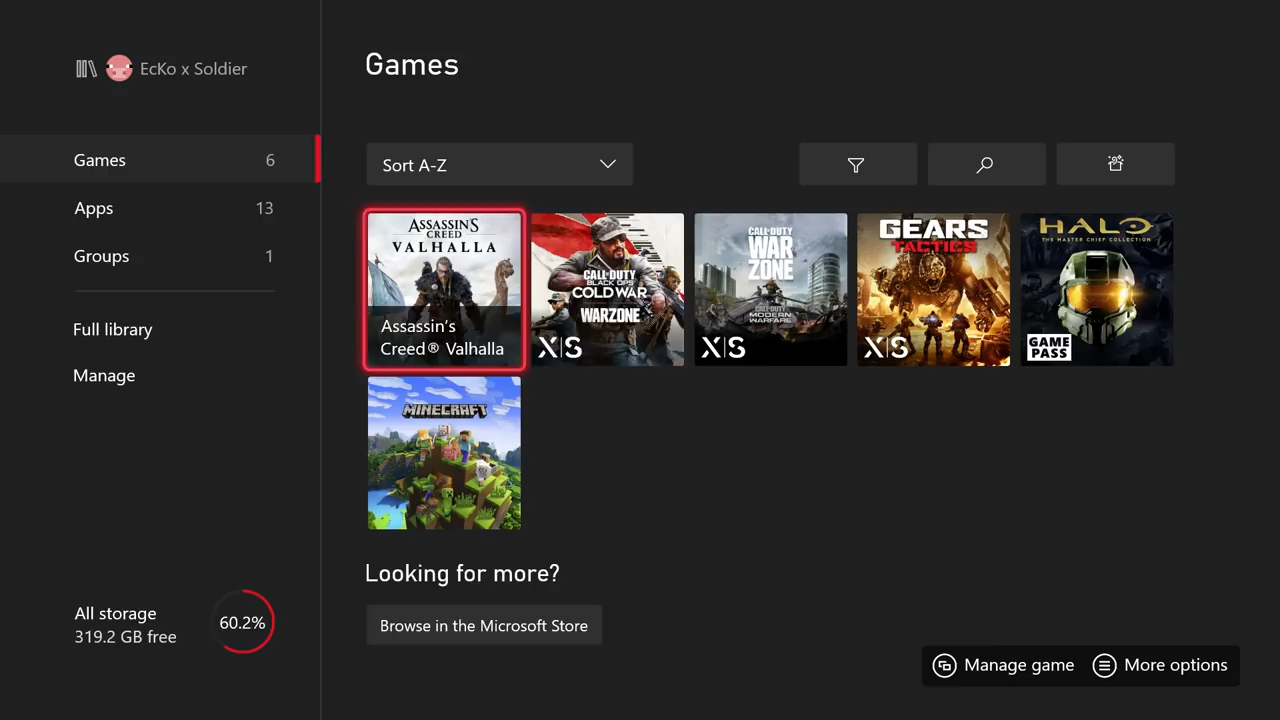 EcKo x Soldier
Games 6
Apps 13
Groups 1
Full library
Manage
All storage
319.2 GB free
60.2%
Games
Sort A-Z
ASSASSIN'S
CREED
VALHALLA
Assassin's
Creed® Valhalla
CALL OF DUTY
BLACK OPS
COLD WAR
WARZONE
X|S
CALL OF DUTY
WAR
ZONE
CALL OF DUTY
MODERN
WARFARE
X|S
GEARS
TACTICS
X|S
HALO
THE MASTER CHIEF COLLECTION
GAME
PASS
MINECRAFT
Looking for more?
Browse in the Microsoft Store
Manage game
More options